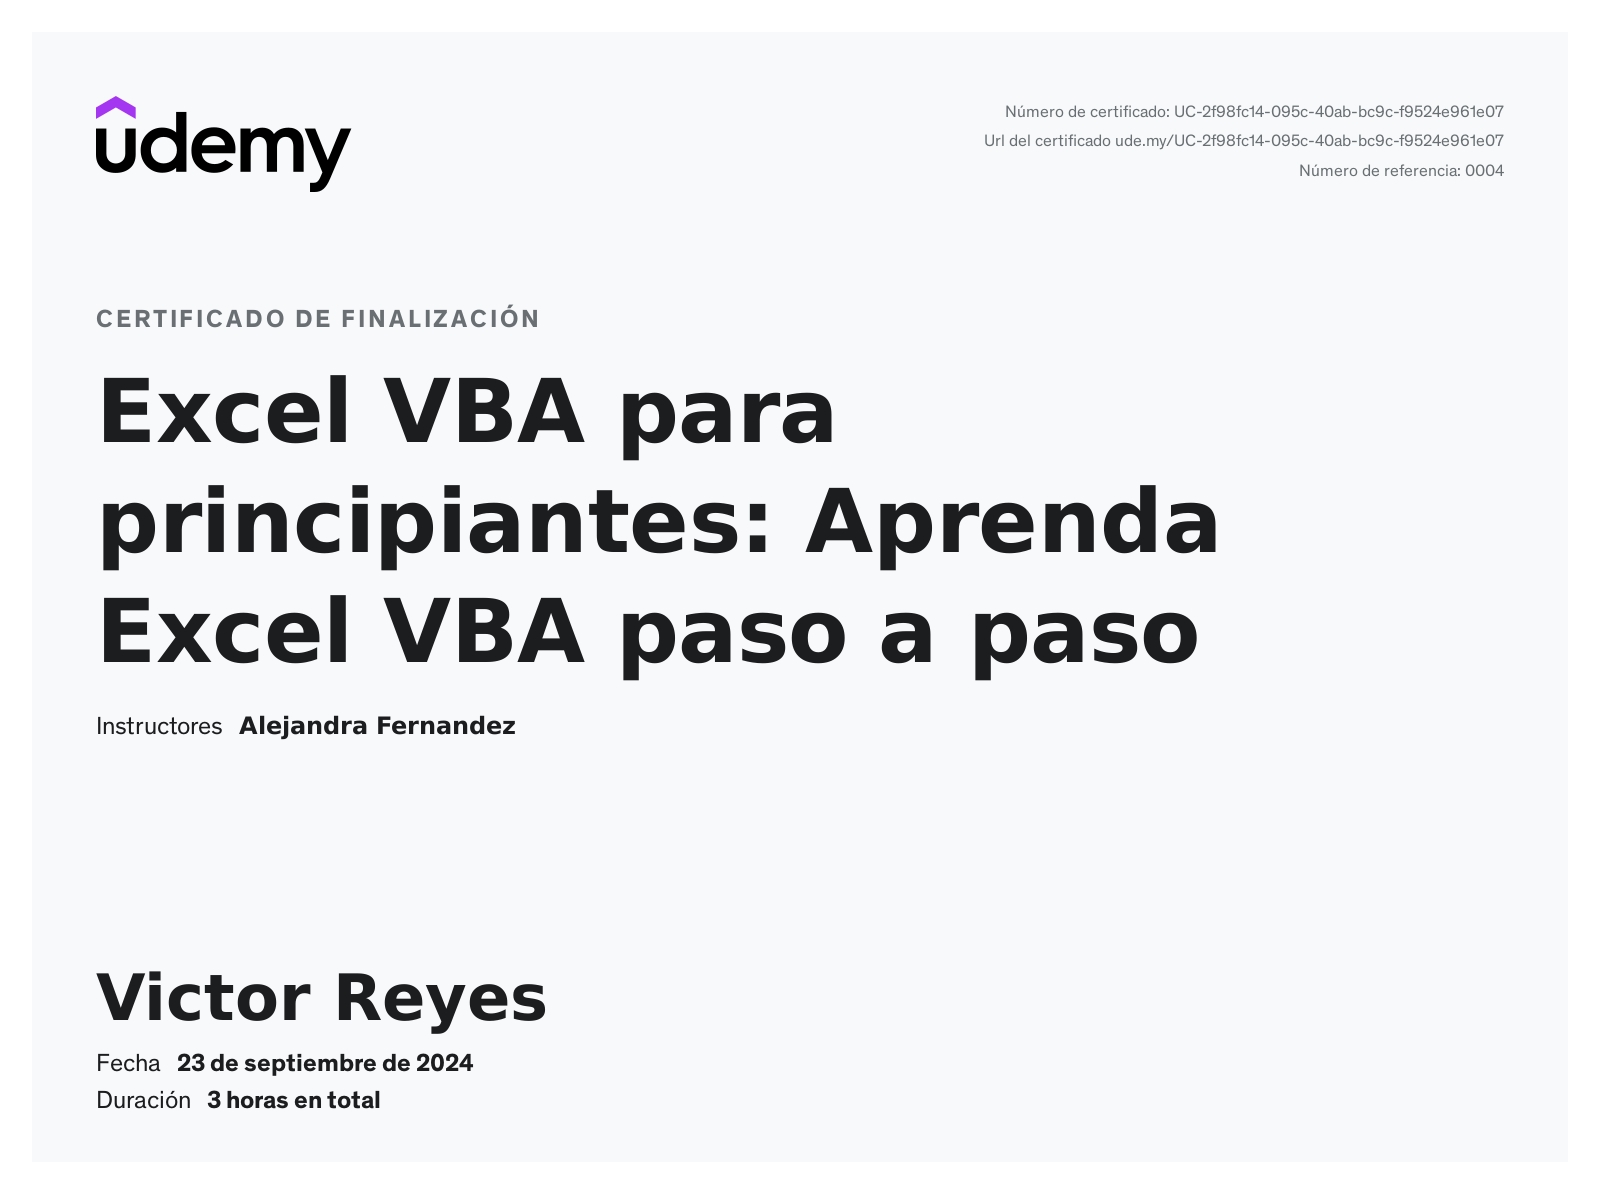 udemy
Número de certificado: UC-2f98fc14-095c-40ab-bc9c-f9524e961e07
Url del certificado ude.my/UC-2f98fc14-095c-40ab-bc9c-f9524e961e07
Número de referencia: 0004
CERTIFICADO DE FINALIZACIÓN
Excel VBA para
principiantes: Aprenda
Excel VBA paso a paso
Instructores Alejandra Fernandez
Victor Reyes
Fecha 23 de septiembre de 2024
Duración 3 horas en total